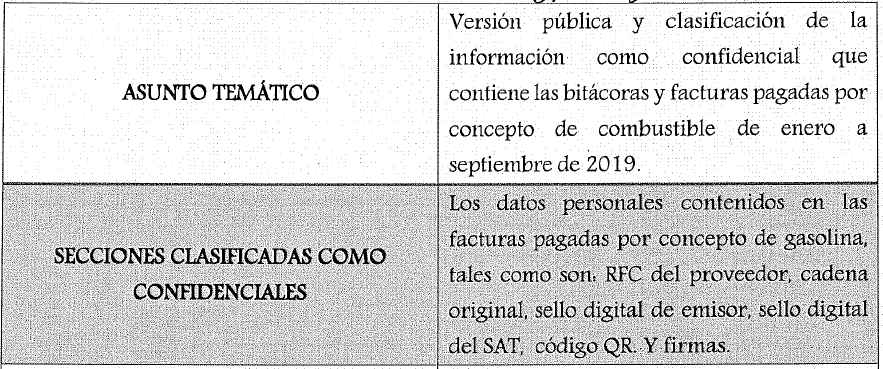 ASUNTO TEMÁTICO
Versión pública y clasificación de la
información como confidencial que
contiene las bitácoras y facturas pagadas por
concepto de combustible de enero a
septiembre de 2019.
SECCIONES CLASIFICADAS COMO
CONFIDENCIALES
Los datos personales contenidos en las
facturas pagadas por concepto de gasolina,
tales como son: RFC del proveedor, cadena
original, sello digital de emisor, sello digital
del SAT, código QR. Y firmas.